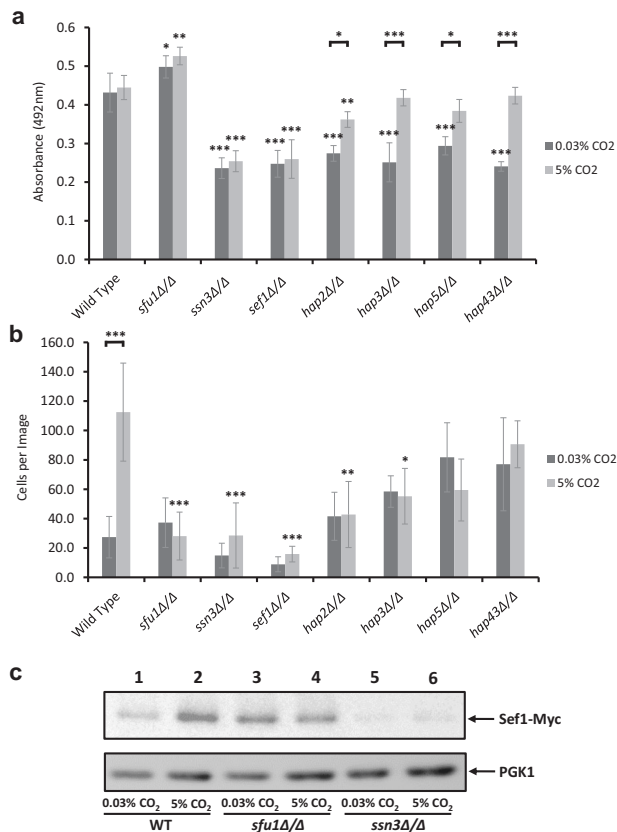 a
0.6
0.5
0.4
0.3
0.2
0.1
0.0
Absorbance (492nm)
* ** *** *** *** *** *** ** *** *** *** ***
* *** * ***
0.03% CO2
5% CO2
Wild Type
sfu1Δ/Δ
ssn3Δ/Δ
sef1Δ/Δ
hap2Δ/Δ
hap3Δ/Δ
hap5Δ/Δ
hap43Δ/Δ
b
160.0
140.0
120.0
100.0
80.0
60.0
40.0
20.0
0.0
Cells per Image
*** *** *** *** ** *
0.03% CO2
5% CO2
Wild Type
sfu1Δ/Δ
ssn3Δ/Δ
sef1Δ/Δ
hap2Δ/Δ
hap3Δ/Δ
hap5Δ/Δ
hap43Δ/Δ
c
1 2 3 4 5 6
Sef1-Myc
PGK1
0.03% CO2 5% CO2 0.03% CO2 5% CO2 0.03% CO2 5% CO2
WT sfu1Δ/Δ ssn3Δ/Δ